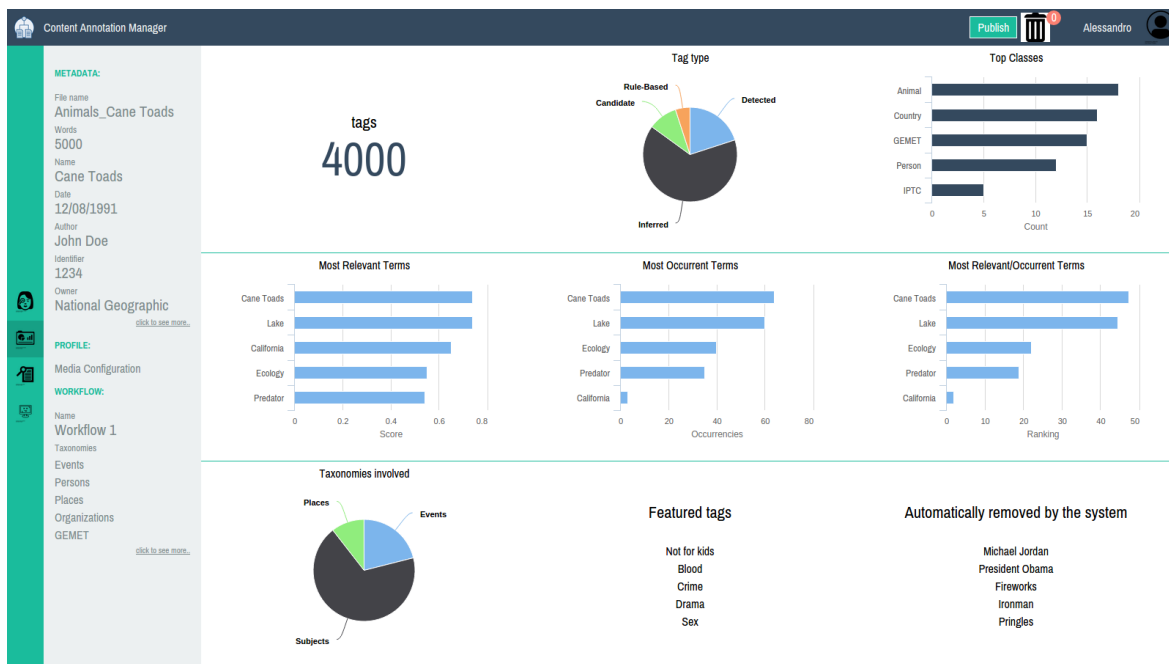 Content Annotation Manager
Publish
0
Alessandro
METADATA:
File name
Animals_Cane Toads
Words
5000
Name
Cane Toads
Date
12/08/1991
Author
John Doe
Identifier
1234
Owner
National Geographic
click to see more..
PROFILE:
Media Configuration
WORKFLOW:
Name
Workflow 1
Taxonomies
Events
Persons
Places
Organizations
GEMET
click to see more..
tags
4000
Tag type
Rule-Based
Candidate
Detected
Inferred
Top Classes
Animal
Country
GEMET
Person
IPTC
0 5 10 15 20
Count
Most Relevant Terms
Cane Toads
Lake
California
Ecology
Predator
0 0.2 0.4 0.6 0.8
Score
Most Occurrent Terms
Cane Toads
Lake
Ecology
Predator
California
0 20 40 60 80
Occurrencies
Most Relevant/Occurrent Terms
Cane Toads
Lake
Ecology
Predator
California
0 10 20 30 40 50
Ranking
Taxonomies involved
Places
Events
Subjects
Featured tags
Not for kids
Blood
Crime
Drama
Sex
Automatically removed by the system
Michael Jordan
President Obama
Fireworks
Ironman
Pringles